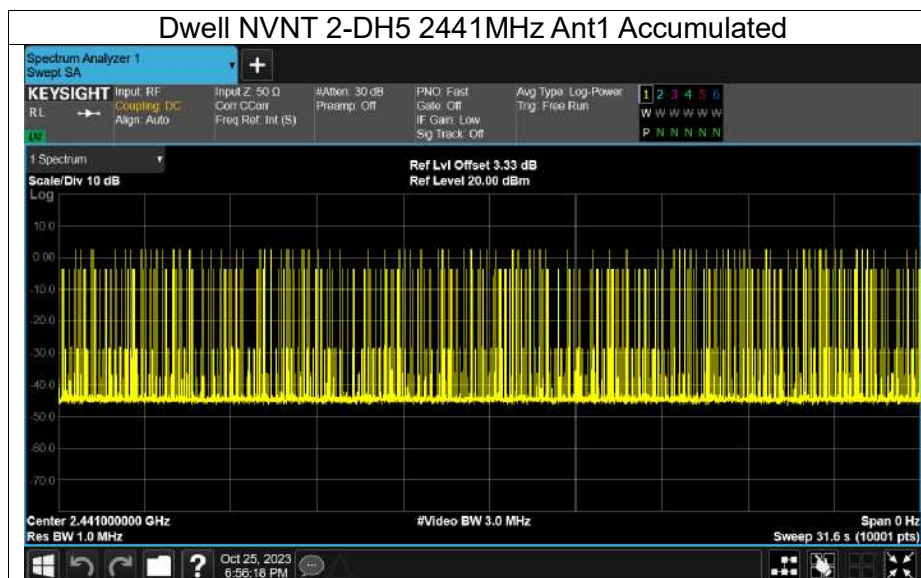 Dwell NVNT 2-DH5 2441MHz Ant1 Accumulated
Spectrum Analyzer 1
Swept SA
+
KEYSIGHT
RL
LXI
Input: RF
Coupling: DC
Align: Auto
Input Z: 50 Ω
Corr CCorr
Freq Ref: Int (S)
#Atten: 30 dB
Preamp: Off
PNO: Fast
Gate: Off
IF Gain: Low
Sig Track: Off
Avg Type: Log-Power
Trig: Free Run
1 2 3 4 5 6
W W W W W W
P N N N N N
1 Spectrum
Scale/Div 10 dB
Ref Lvl Offset 3.33 dB
Ref Level 20.00 dBm
Log
10.0
0.00
-10.0
-20.0
-30.0
-40.0
-50.0
-60.0
-70.0
Center 2.441000000 GHz
#Video BW 3.0 MHz
Span 0 Hz
Res BW 1.0 MHz
Sweep 31.6 s (10001 pts)
?
Oct 25, 2023
6:56:18 PM